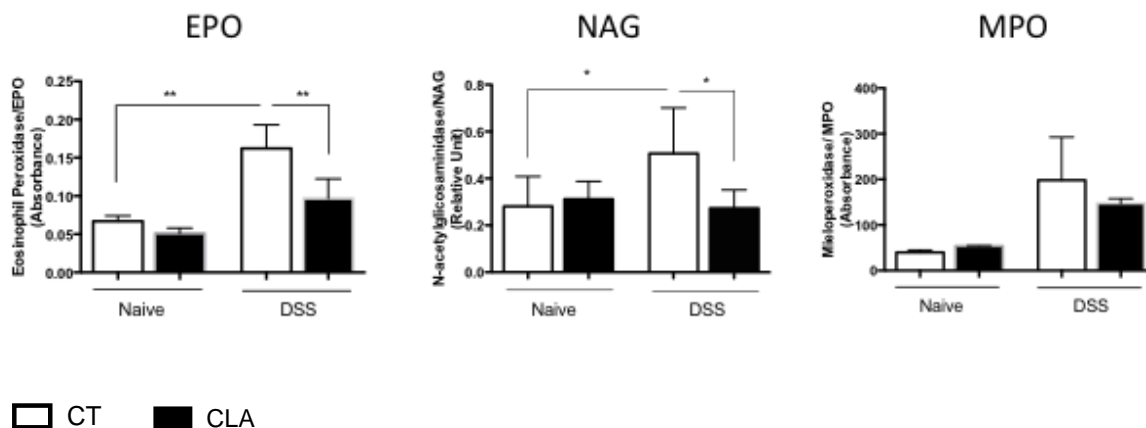 EPO
NAG
MPO
Eosinophil Peroxidase/EPO
(Absorbance)
0.25
0.20
0.15
0.10
0.05
0.00
**
**
Naive
DSS
N-acetylglicosaminidase/NAG
(Relative Unit)
0.8
0.6
0.4
0.2
0.0
*
*
Naive
DSS
Mieloperoxidase/ MPO
(Absorbance)
400
300
200
100
0
Naive
DSS
CT
CLA